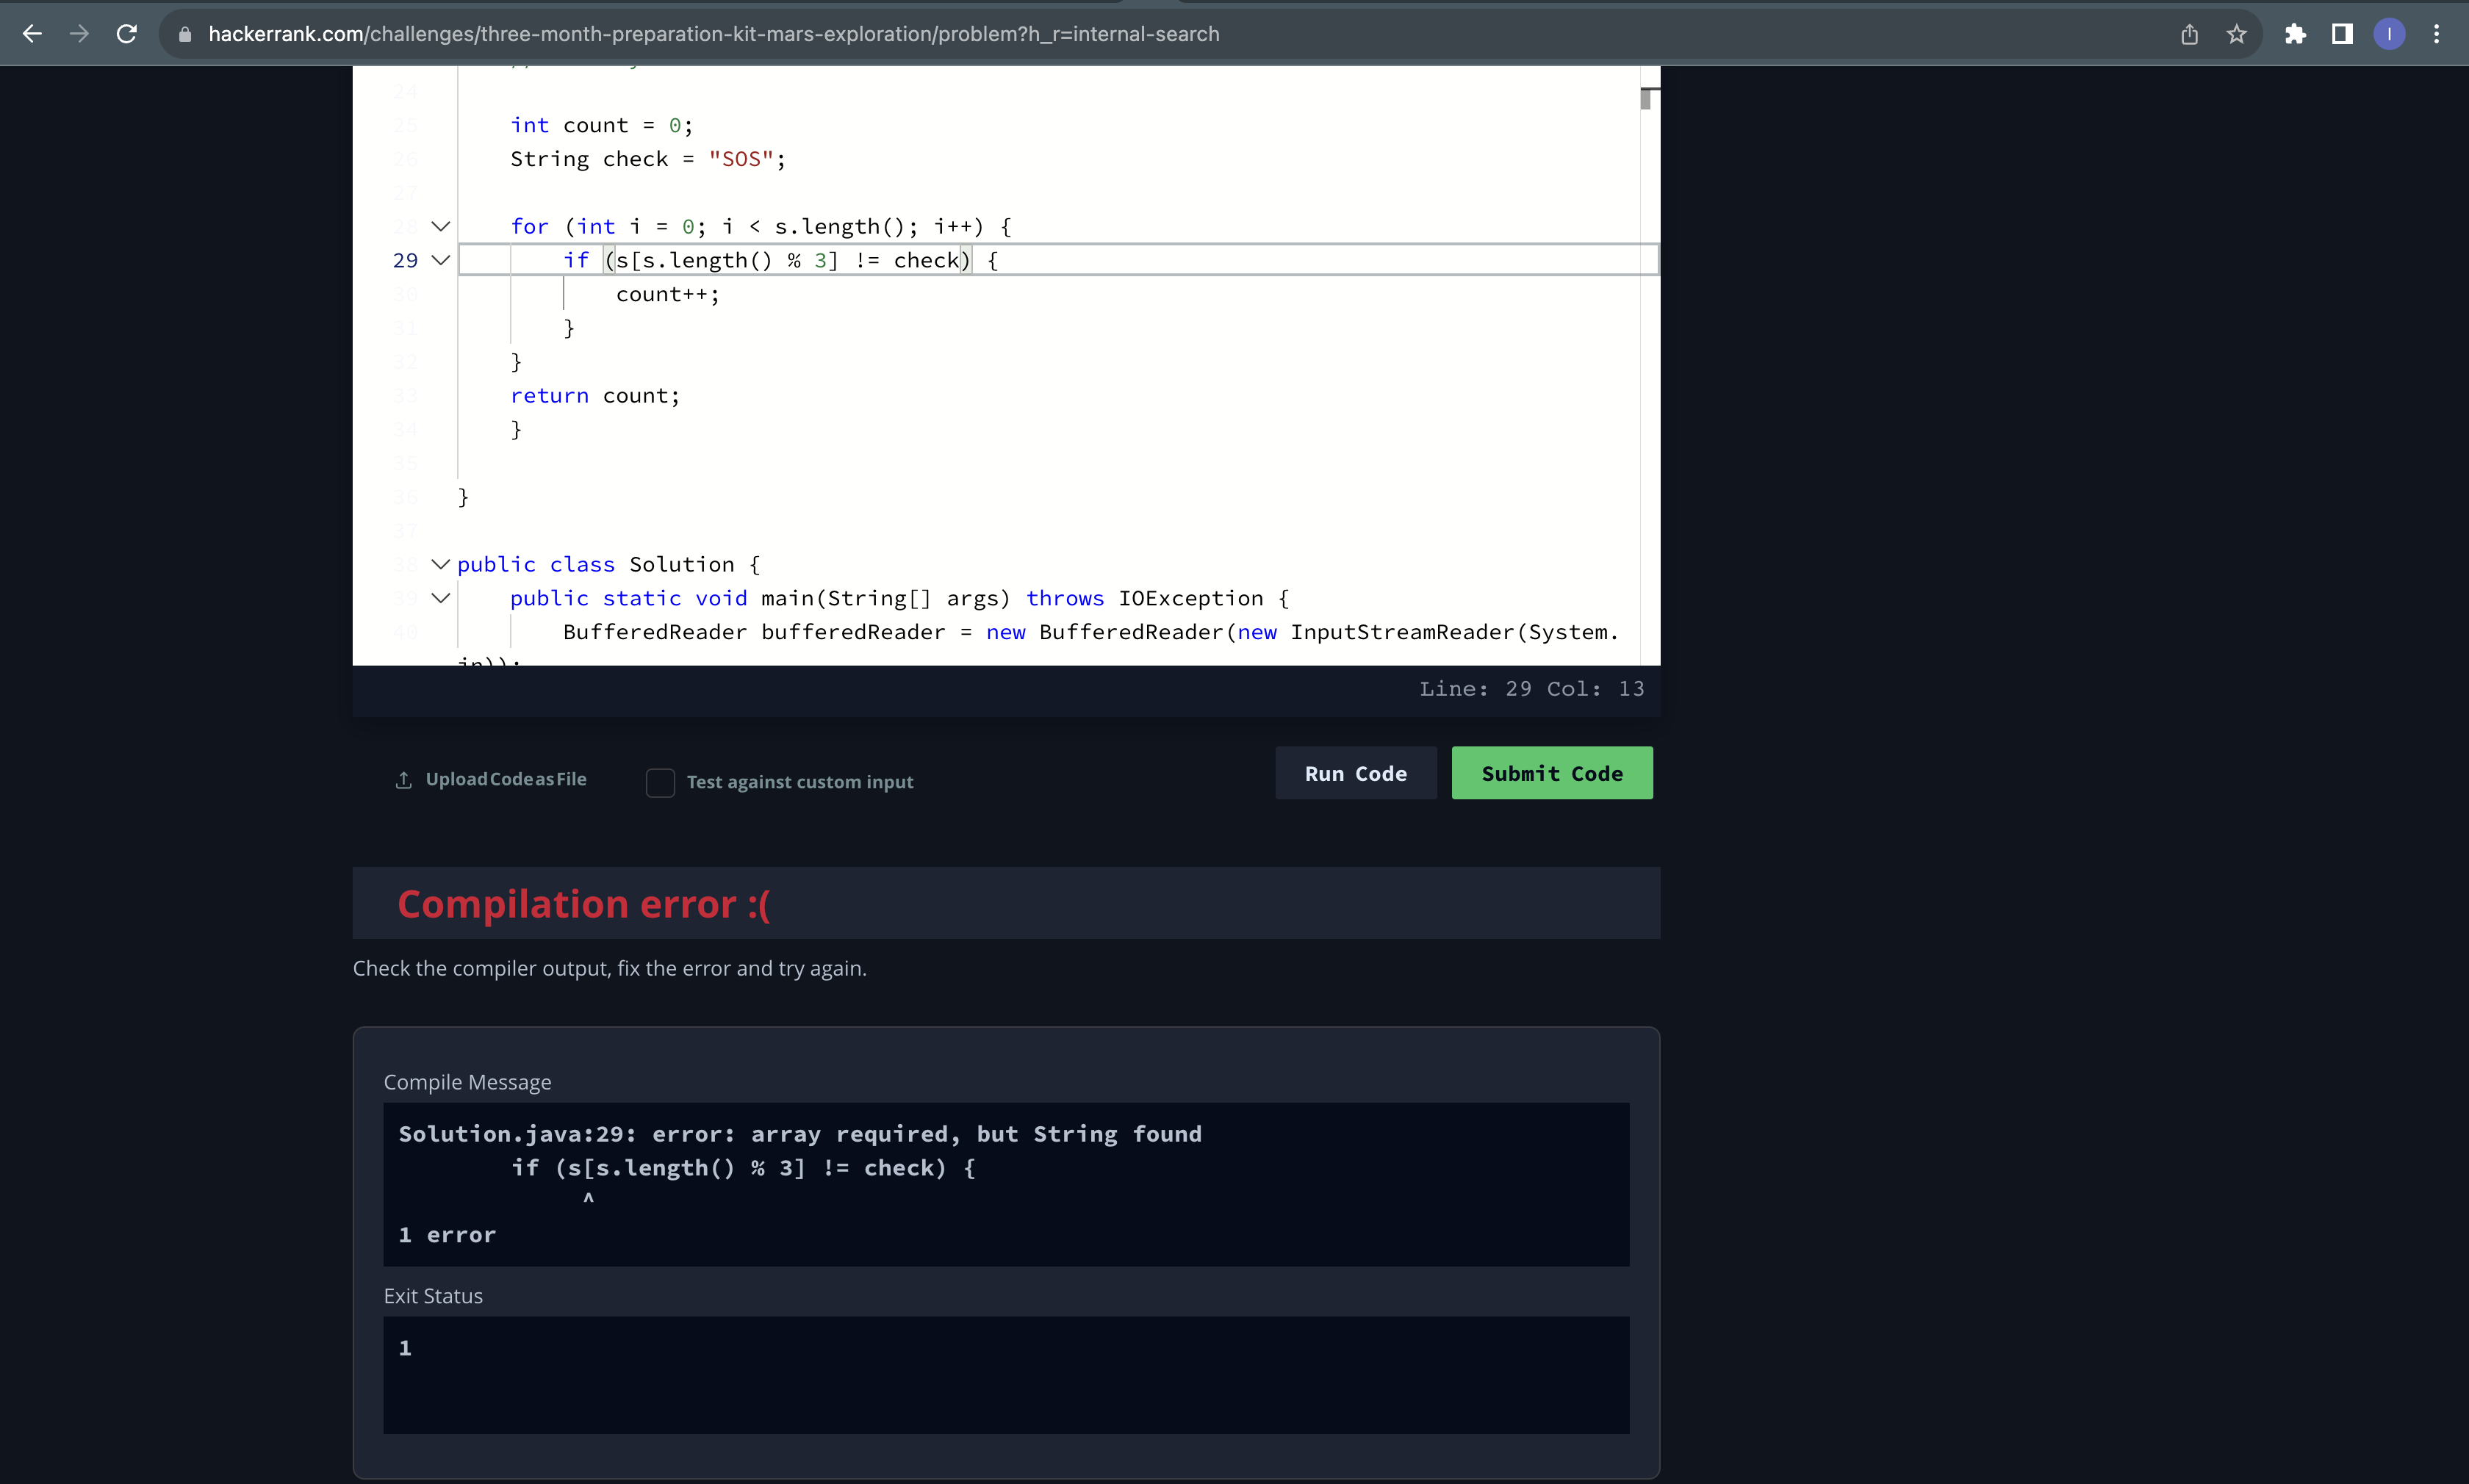 hackerrank.com/challenges/three-month-preparation-kit-mars-exploration/problem?h_r=internal-search
I
24
25 int count = 0;
26 String check = "SOS";
27
28 for (int i = 0; i < s.length(); i++) {
29 if (s[s.length() % 3] != check) {
30 count++;
31 }
32 }
33 return count;
34 }
35
36 }
37
38 public class Solution {
39 public static void main(String[] args) throws IOException {
40 BufferedReader bufferedReader = new BufferedReader(new InputStreamReader(System.
in));
Line: 29 Col: 13
Upload Code as File
Test against custom input
Run Code
Submit Code
Compilation error :(
Check the compiler output, fix the error and try again.
Compile Message
Solution.java:29: error: array required, but String found
if (s[s.length() % 3] != check) {
^
1 error
Exit Status
1